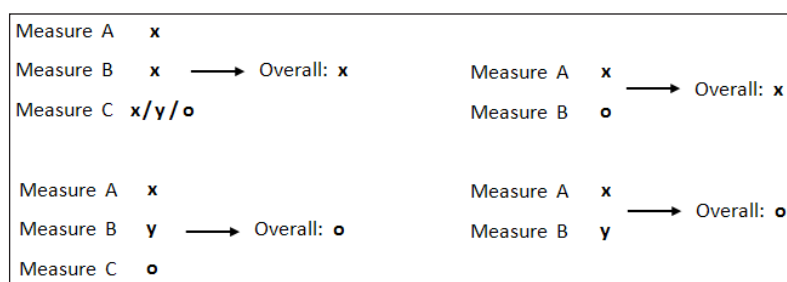 Measure A x
Measure B x Overall: x
Measure C x/y/o
Measure A x
Measure B o
Overall: x
Measure A x
Measure B y Overall: o
Measure C o
Measure A x
Measure B y
Overall: o